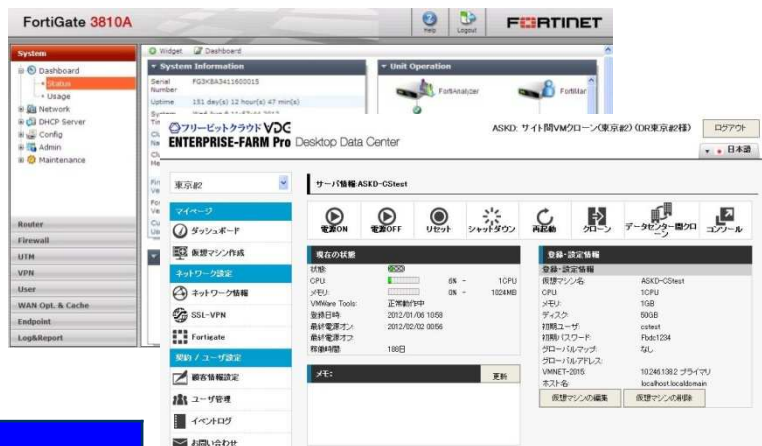 FortiGate 3810A
Help
Logout
FORTINET
System
Dashboard
Status
Usage
Network
DHCP Server
Config
Admin
Maintenance
Router
Firewall
UTM
VPN
User
WAN Opt. & Cache
Endpoint
Log&Report
Widget
Dashboard
System Information
Serial Number
FG3K8A3411600015
Uptime
151 day(s) 12 hour(s) 47 min(s)
Unit Operation
FortiAnalyzer
フリービットクラウド VDC
ENTERPRISE-FARM Pro Desktop Data Center
ASKD: サイト間VMクローン(東京#2) (DR東京#2様)
ログアウト
日本語
東京#2
マイページ
ダッシュボード
仮想マシン作成
ネットワーク設定
ネットワーク情報
SSL-VPN
Fortigate
契約 / ユーザ設定
顧客情報設定
ユーザ管理
イベントログ
お問い合わせ
サーバ情報:ASKD-CStest
電源ON
電源OFF
リセット
シャットダウン
再起動
クローン
データセンター間クローン
コンソール
現在の状態
状態:
CPU: 6% - 1CPU
メモリ: 0% - 1024MB
VMWare Tools: 正常動作中
登録日時: 2012/01/06 10:58
最終電源オン: 2012/02/02 00:56
最終電源オフ:
稼働時間: 186日
メモ:
更新
登録・設定情報
登録・設定情報
仮想マシン名: ASKD-CStest
CPU: 1CPU
メモリ: 1GB
ディスク: 500GB
初期ユーザ: cstest
初期パスワード: Fbdc1234
グローバルマップ: なし
グローバルアドレス:
VMNET-2015: 10.246.138.2 プライマリ
ホスト名: localhost.localdomain
仮想マシンの編集
仮想マシンの削除